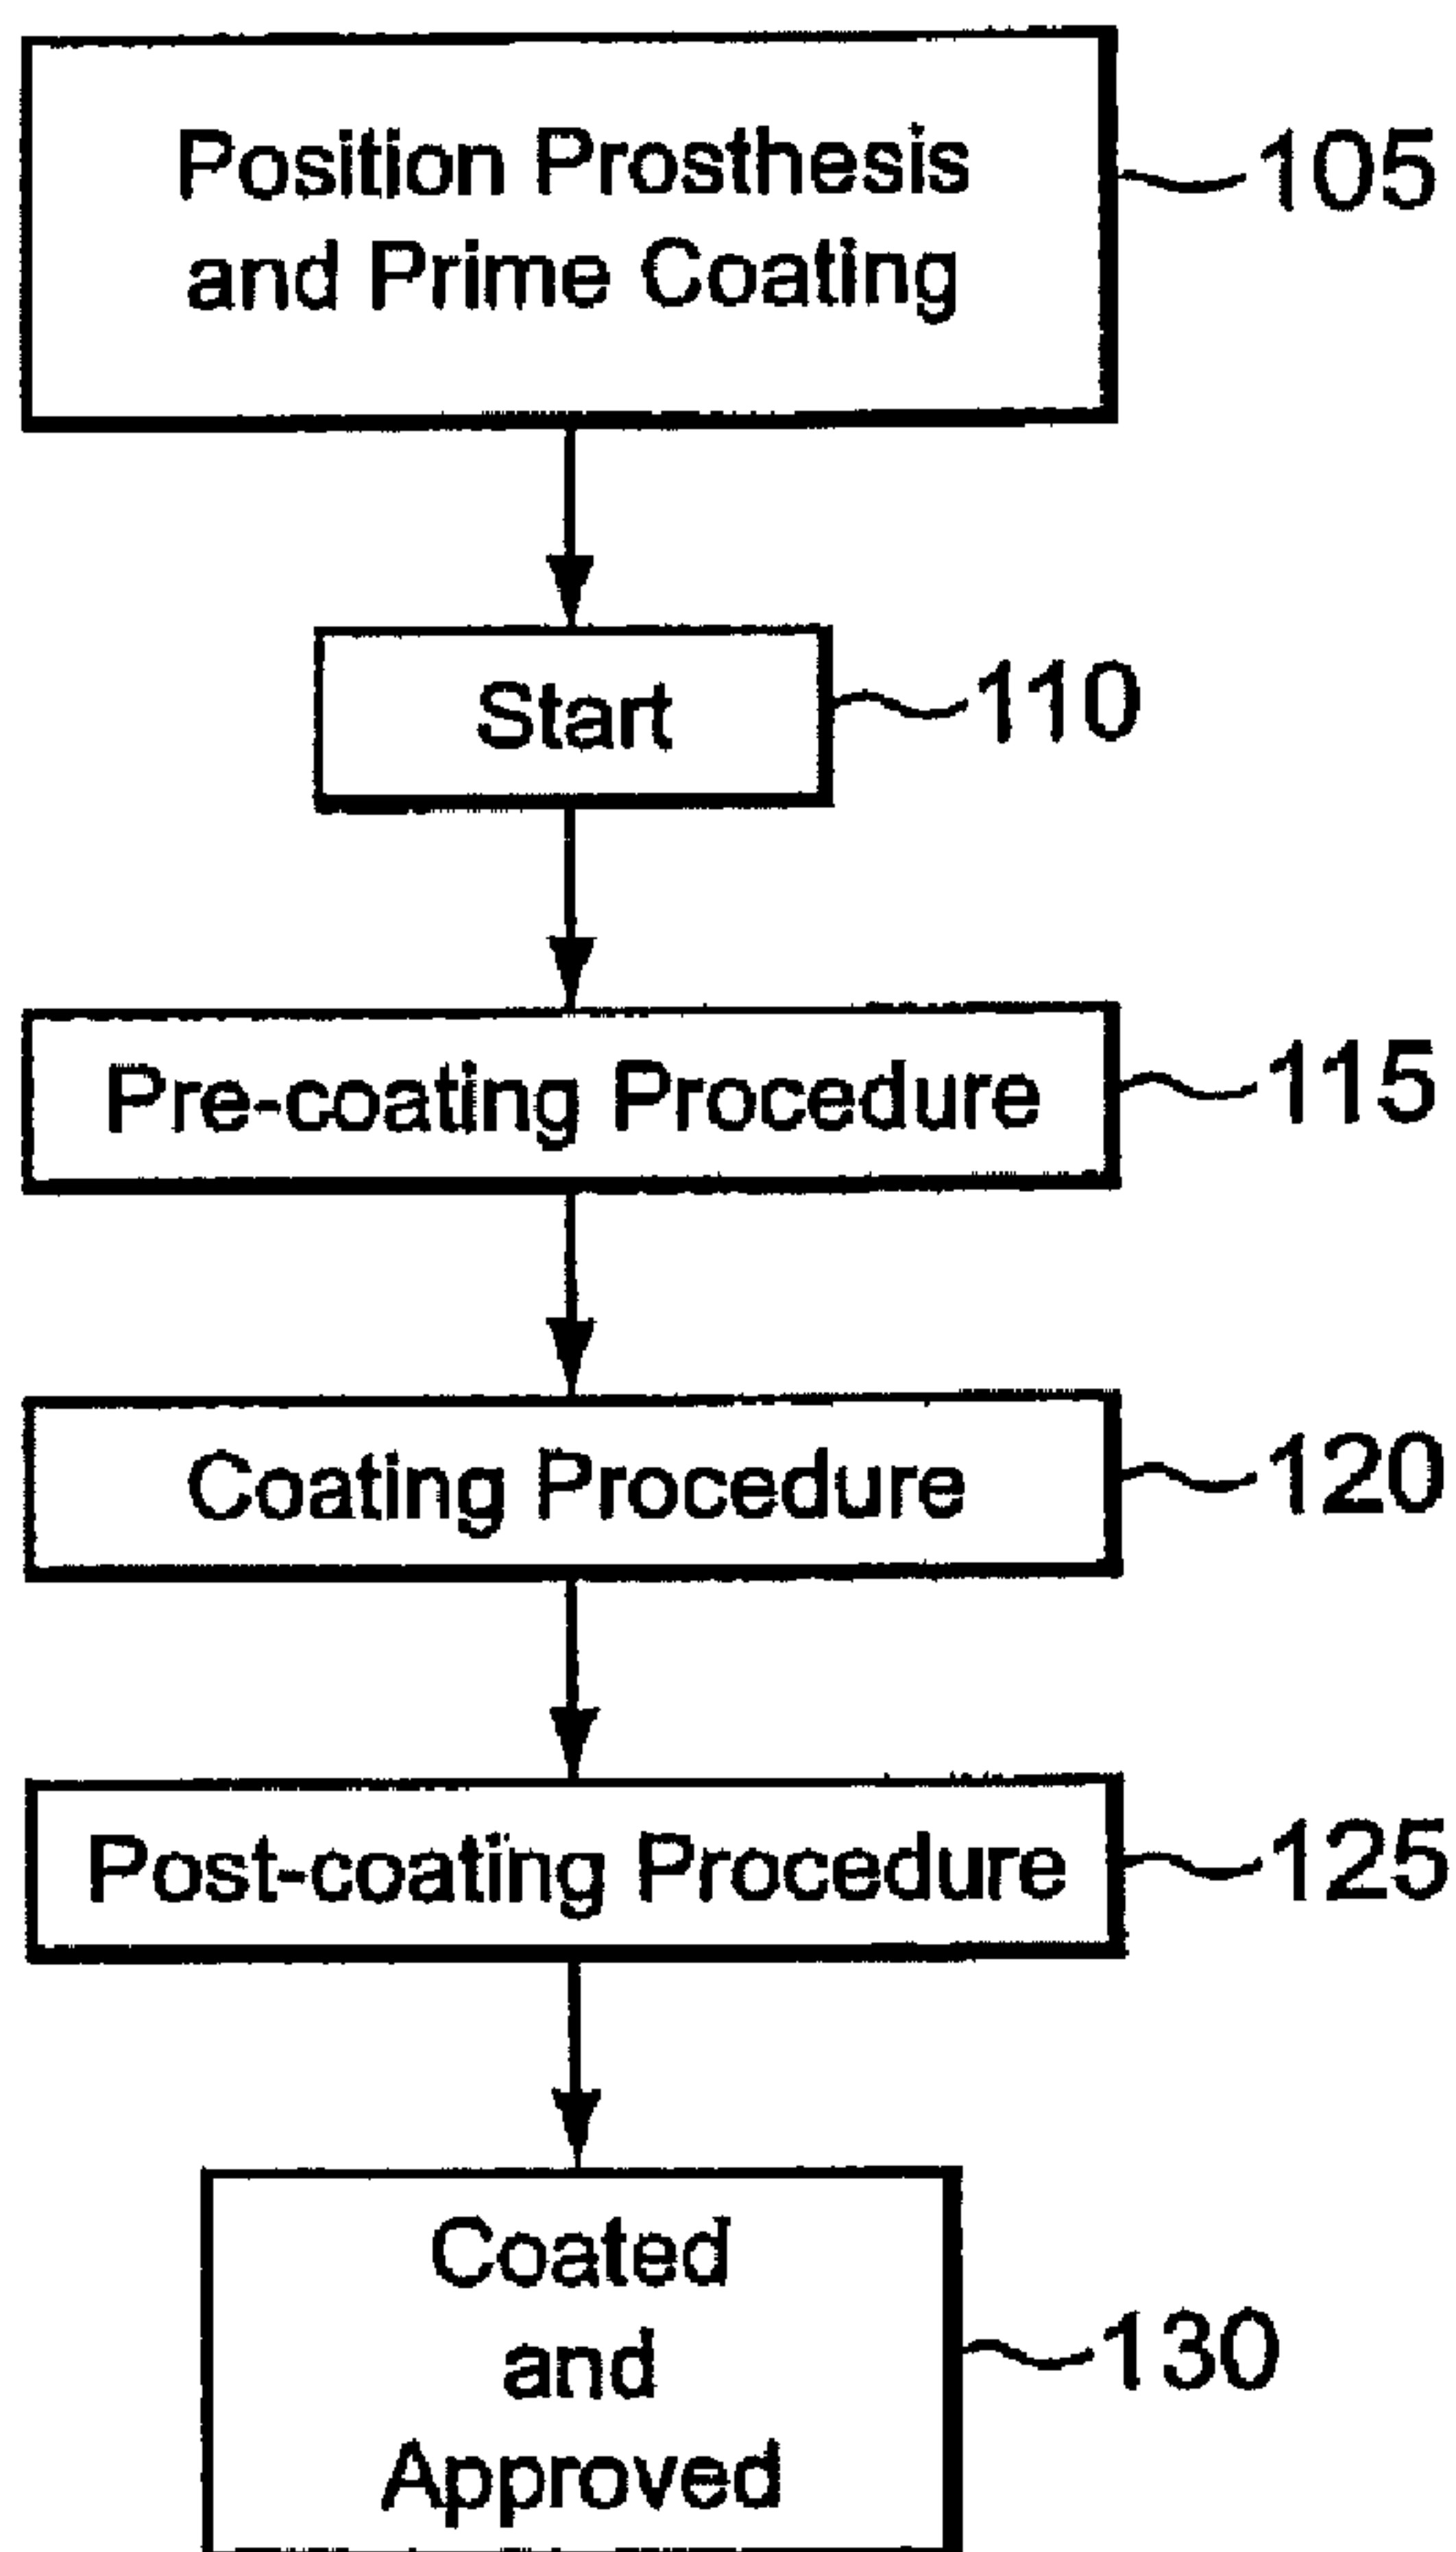 Position Prosthesis
and Prime Coating
105
Start
110
Pre-coating Procedure
115
Coating Procedure
120
Post-coating Procedure
125
Coated
and
Approved
130